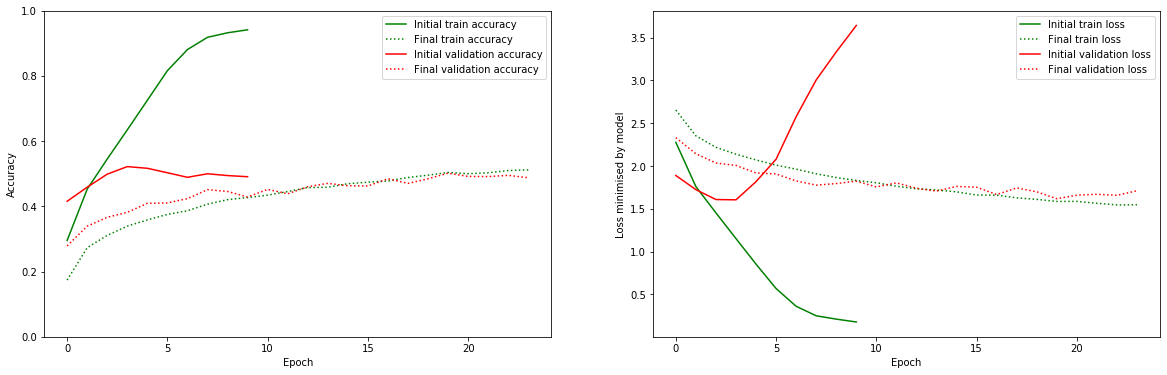 1.0
0.8
0.6
0.4
0.2
0.0
Accuracy
0
5
10
15
20
Epoch
Initial train accuracy
Final train accuracy
Initial validation accuracy
Final validation accuracy
3.5
3.0
2.5
2.0
1.5
1.0
0.5
Loss minimised by model
0
5
10
15
20
Epoch
Initial train loss
Final train loss
Initial validation loss
Final validation loss